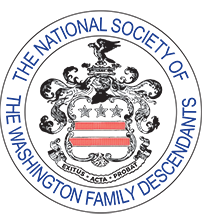 THE NATIONAL SOCIETY OF
THE WASHINGTON FAMILY DESCENDANTS
EXITUS • ACTA • PROBAT